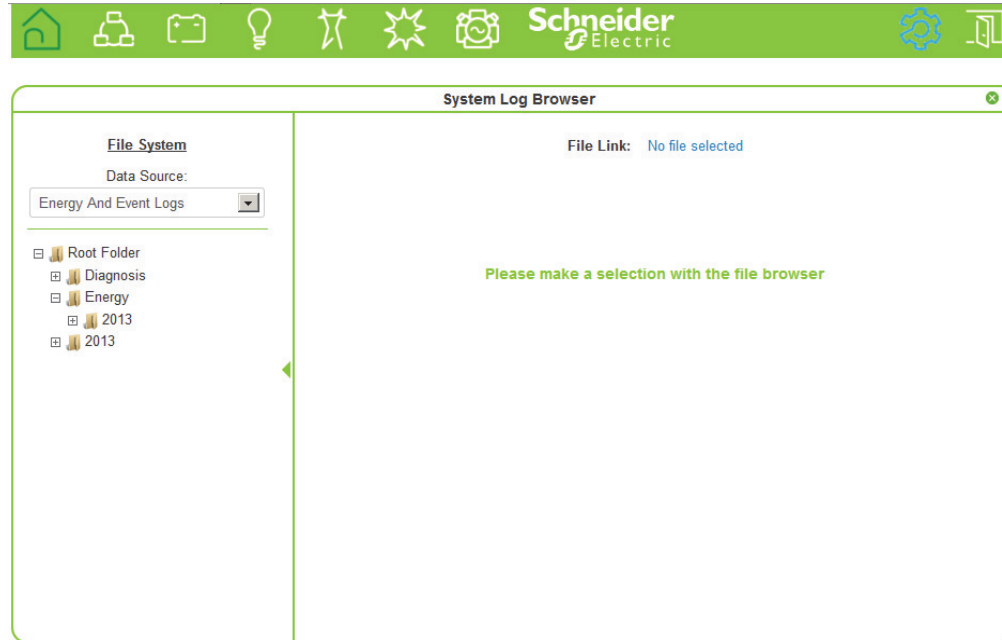 Schneider
Electric
System Log Browser
File System
Data Source:
Energy And Event Logs
Root Folder
Diagnosis
Energy
2013
2013
File Link: No file selected
Please make a selection with the file browser